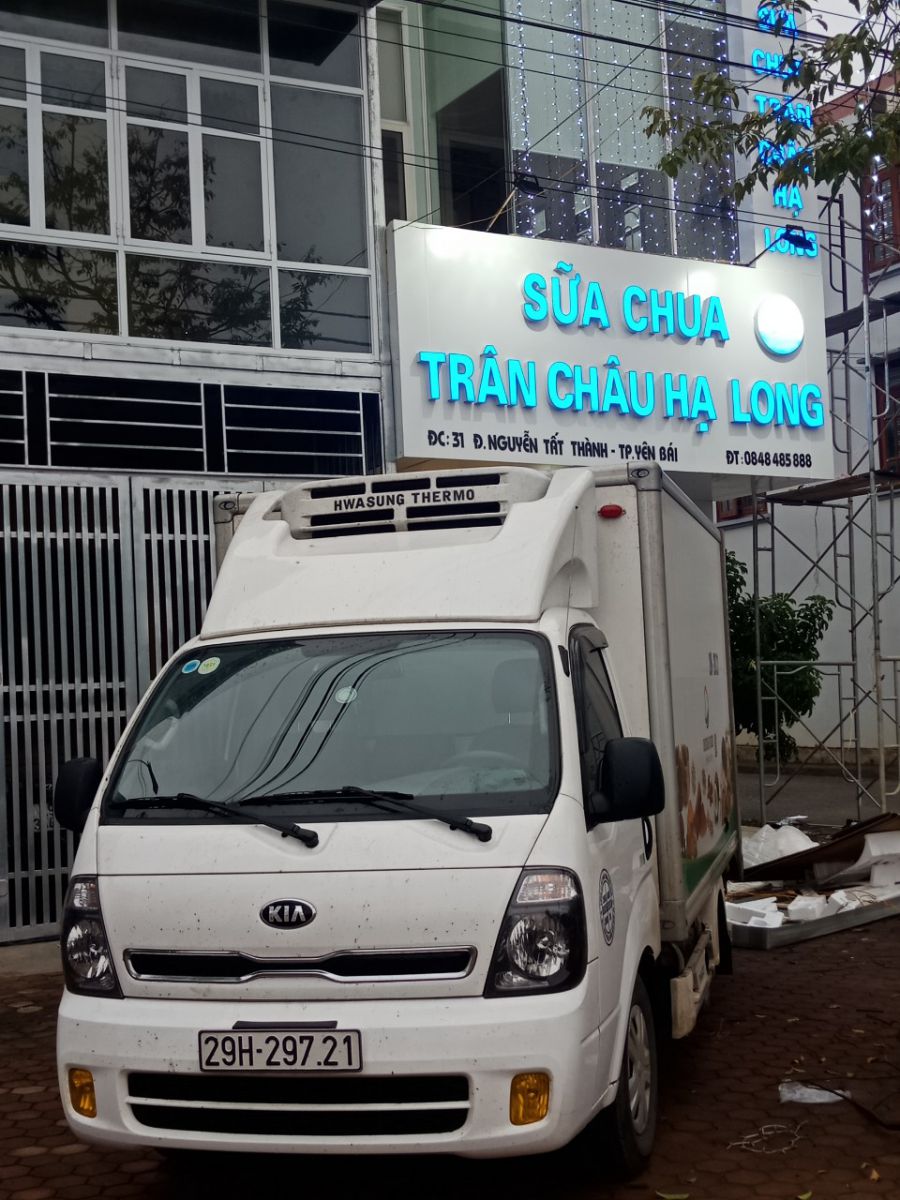 SỮA
CHUA
TRÂN
CHÂU
HẠ
LONG
SỮA CHUA
TRÂN CHÂU HẠ LONG
ĐC: 31 Đ. NGUYỄN TẤT THÀNH - TP. YÊN BÁI
ĐT: 0848 485 888
HWASUNG THERMO
KIA
29H-297.21